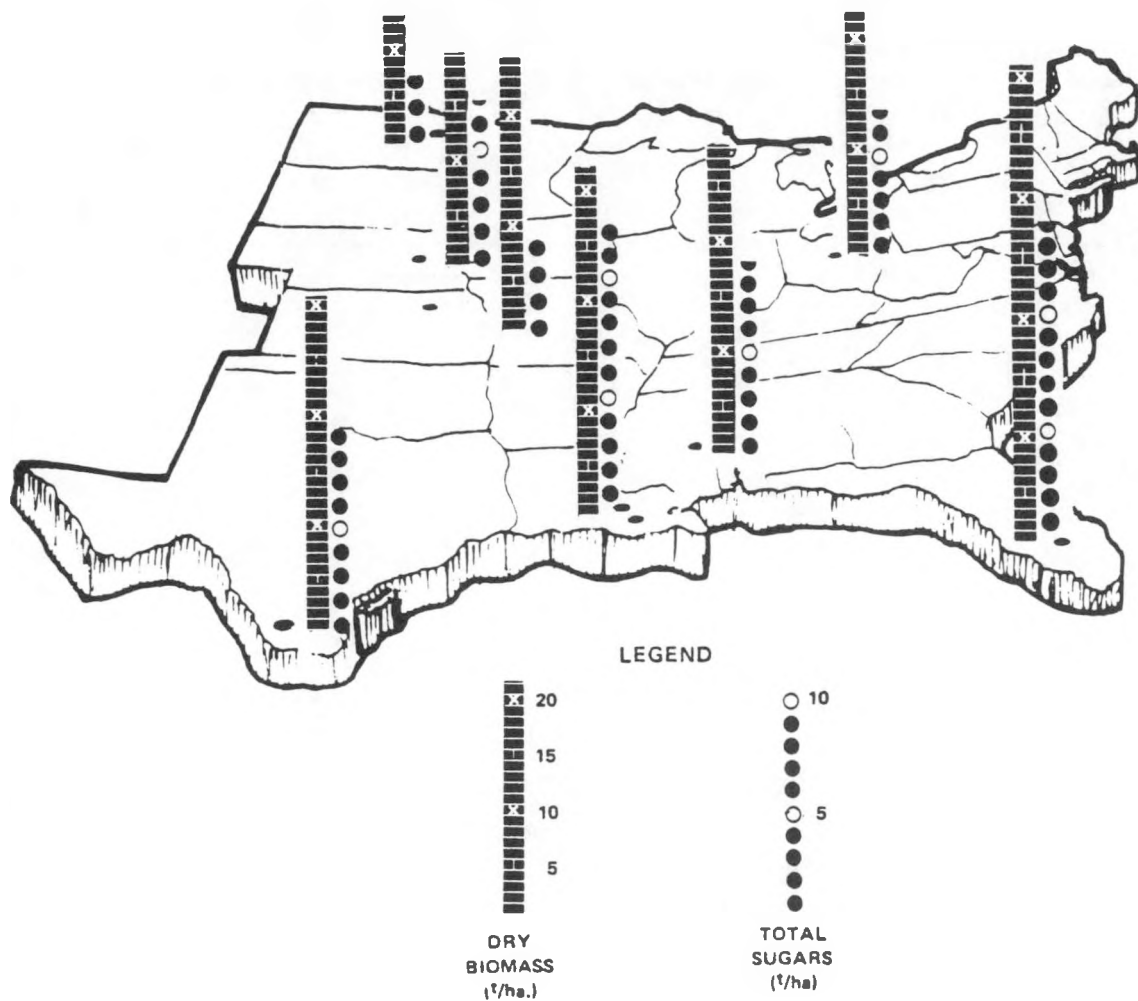 LEGEND
X 20
15
X 10
5
10
5
DRY
BIOMASS
(t/ha.)
TOTAL
SUGARS
(t/ha)